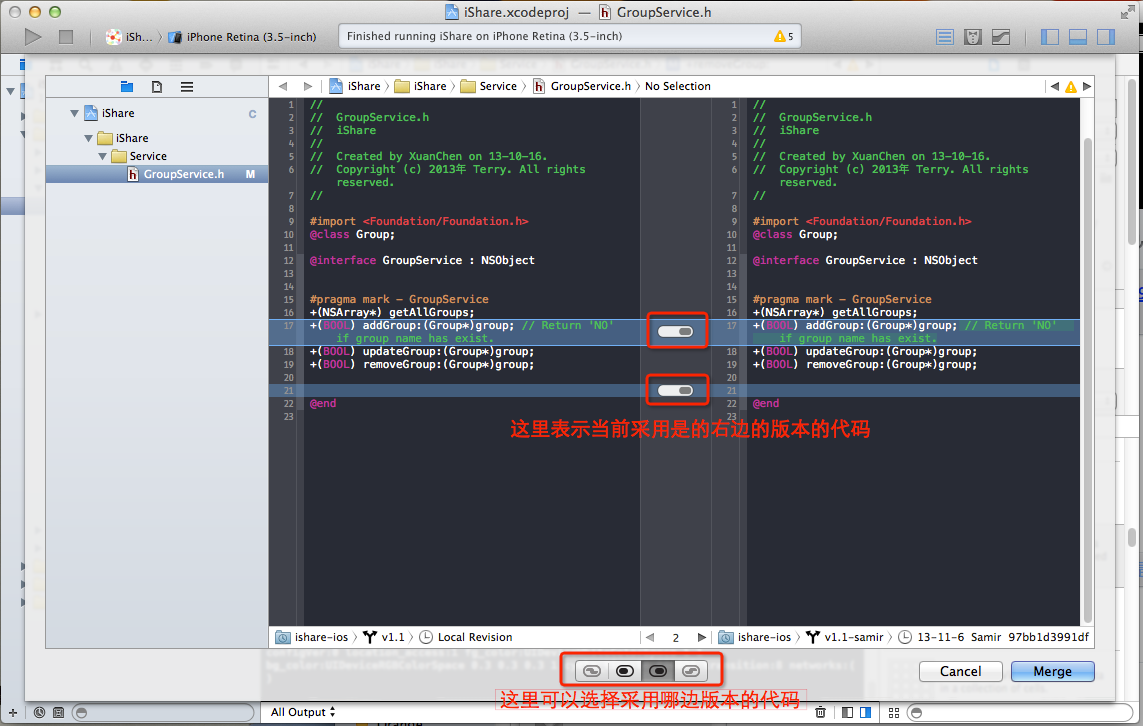 iShare.xcodeproj — GroupService.h
iSh... iPhone Retina (3.5-inch)
Finished running iShare on iPhone Retina (3.5-inch)
5
iShare C
iShare
Service
GroupService.h M
iShare iShare Service GroupService.h No Selection
1 //
2 // GroupService.h
3 // iShare
4 //
5 // Created by XuanChen on 13-10-16.
6 // Copyright (c) 2013年 Terry. All rights
reserved.
7 //
8
9 #import <Foundation/Foundation.h>
10 @class Group;
11
12 @interface GroupService : NSObject
13
14
15 #pragma mark - GroupService
16 +(NSArray*) getAllGroups;
17 +(BOOL) addGroup:(Group*)group; // Return 'NO'
if group name has exist.
18 +(BOOL) updateGroup:(Group*)group;
19 +(BOOL) removeGroup:(Group*)group;
20
21
22 @end
23
1 //
2 // GroupService.h
3 // iShare
4 //
5 // Created by XuanChen on 13-10-16.
6 // Copyright (c) 2013年 Terry. All rights
reserved.
7 //
8
9 #import <Foundation/Foundation.h>
10 @class Group;
11
12 @interface GroupService : NSObject
13
14
15 #pragma mark - GroupService
16 +(NSArray*) getAllGroups;
17 +(BOOL) addGroup:(Group*)group; // Return 'NO'
if group name has exist.
18 +(BOOL) updateGroup:(Group*)group;
19 +(BOOL) removeGroup:(Group*)group;
20
21
22 @end
23
这里表示当前采用是的右边的版本的代码
ishare-ios v1.1 Local Revision
2
ishare-ios v1.1-samir 13-11-6 Samir 97bb1d3991df
Cancel
Merge
这里可以选择采用哪边版本的代码
All Output